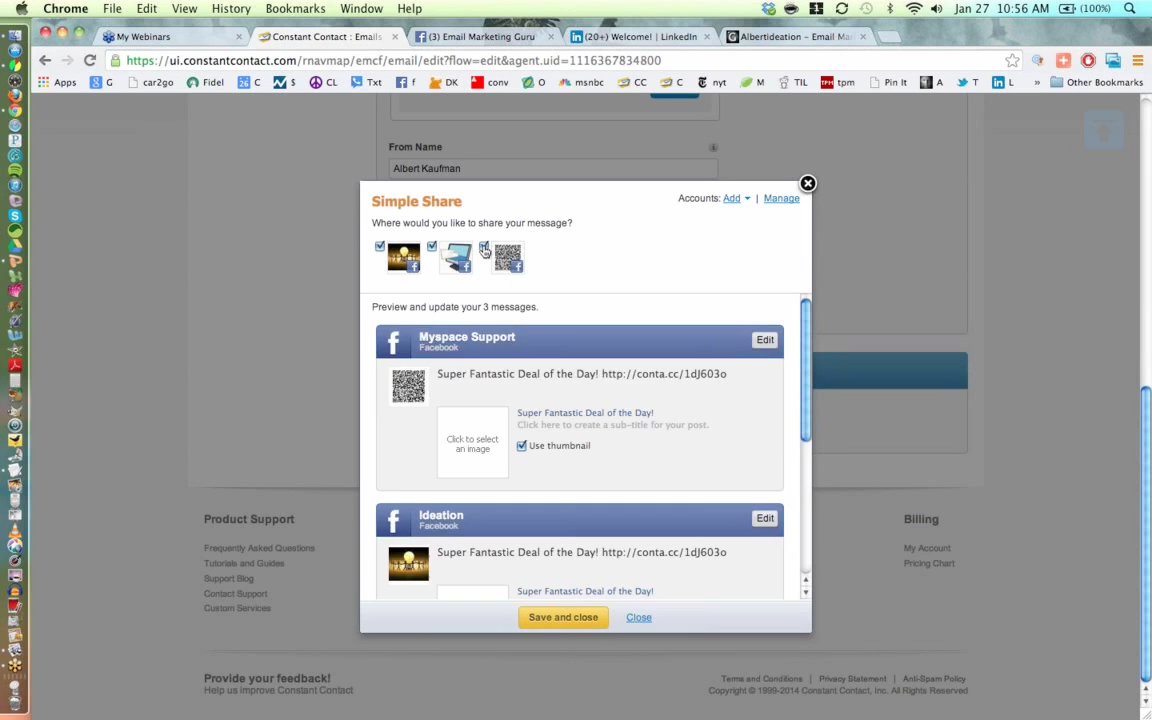 Chrome File Edit View History Bookmarks Window Help Jan 27 10:56 AM (100%)
My Webinars Constant Contact : Emails (3) Email Marketing Guru (20+) Welcome! | LinkedIn Albertideation – Email Ma
https://ui.constantcontact.com/rnavmap/emcf/email/edit?flow=edit&agent.uid=1116367834800
Apps G car2go Fidel 26 C $ CL Txt f DK conv O msnbc CC C nyt M TIL tpm Pin It A T L » Other Bookmarks
From Name
Albert Kaufman
Simple Share
Accounts: Add | Manage
Where would you like to share your message?
Preview and update your 3 messages.
Myspace Support
Facebook
Edit
Super Fantastic Deal of the Day! http://conta.cc/1dJ603o
Click to select
an image
Super Fantastic Deal of the Day!
Click here to create a sub-title for your post.
Use thumbnail
Ideation
Facebook
Edit
Super Fantastic Deal of the Day! http://conta.cc/1dJ603o
Super Fantastic Deal of the Day!
Save and close Close
Product Support
Frequently Asked Questions
Tutorials and Guides
Support Blog
Contact Support
Custom Services
Billing
My Account
Pricing Chart
Provide your feedback!
Help us improve Constant Contact
Terms and Conditions | Privacy Statement | Anti-Spam Policy
Copyright © 1999-2014 Constant Contact, Inc. All Rights Reserved